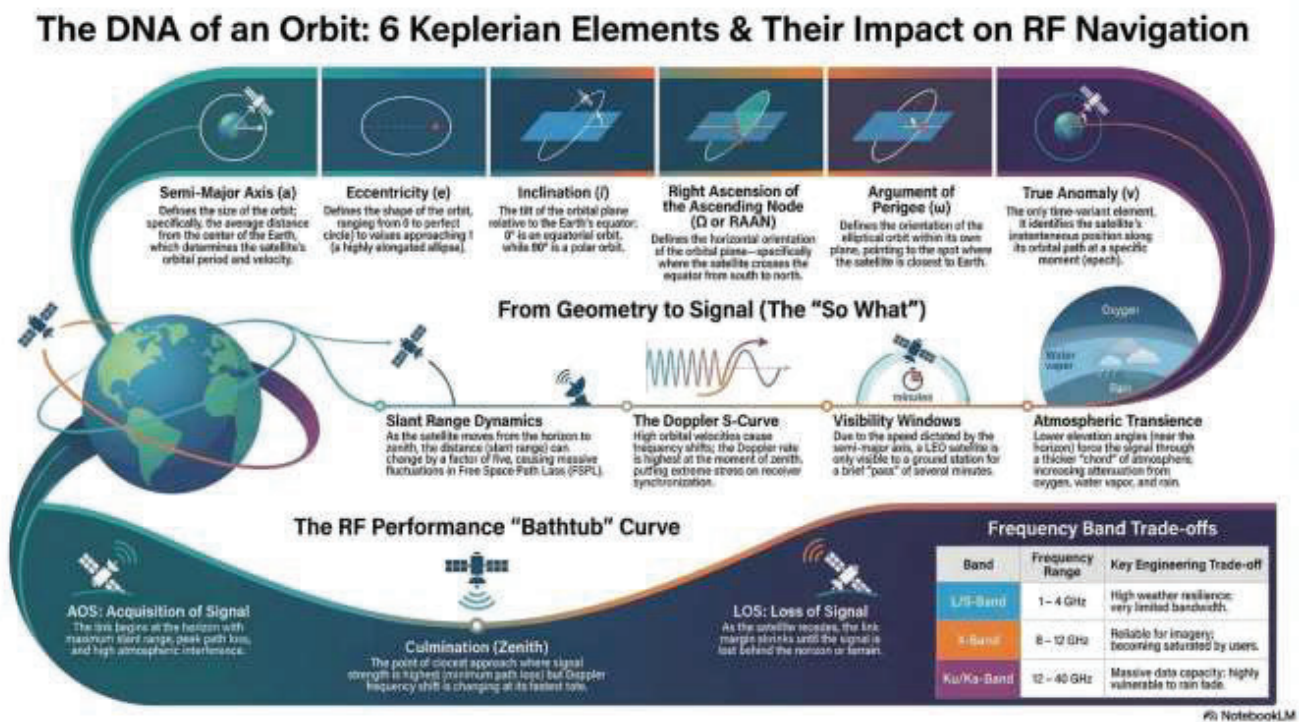 The DNA of an Orbit: 6 Keplerian Elements & Their Impact on RF Navigation
Semi-Major Axis (a)
Defines the size of the orbit;
specifically, the average distance
from the center of the Earth,
which determines the satellite's
orbital period and velocity.
Eccentricity (e)
Defines the shape of the orbit,
ranging from 0 to perfect
circle) to values approaching 1
(a highly elongated ellipse).
Inclination (i)
The tilt of the orbital plane
relative to the Earth's equator:
0° is an equatorial orbit,
while 90° is a polar orbit.
Right Ascension of
the Ascending Node
(Ω or RAAN)
Defines the horizontal orientation
of the orbital plane—specifically
where the satellite crosses the
equator from south to north.
Argument of
Perigee (ω)
Defines the orientation of the
elliptical orbit within its own
plane, pointing to the spot where
the satellite is closest to Earth.
True Anomaly (v)
The only time-variant element,
it identifies the satellite's
instantaneous position along
its orbital path at a specific
moment (epoch).
From Geometry to Signal (The "So What")
minutes
Oxygen
Water
vapor
Rain
Slant Range Dynamics
As the satellite moves from the horizon to
zenith, the distance (slant range) can
change by a factor of five, causing massive
fluctuations in Free Space Path Loss (FSPL).
The Doppler S-Curve
High orbital velocities cause
frequency shifts; the Doppler rate
is highest at the moment of zenith,
putting extreme stress on receiver
synchronization.
Visibility Windows
Due to the speed dictated by the
semi-major axis, a LEO satellite is
only visible to a ground station for
a brief "pass" of several minutes.
Atmospheric Transience
Lower elevation angles (near the
horizon) force the signal through
a thicker "chord" of atmosphere,
increasing attenuation from
oxygen, water vapor, and rain.
The RF Performance "Bathtub" Curve
AOS: Acquisition of Signal
The link begins at the horizon with
maximum slant range, peak path loss,
and high atmospheric interference.
Culmination (Zenith)
The point of closest approach where signal
strength is highest (minimum path loss) but Doppler
frequency shift is changing at its fastest rate.
LOS: Loss of Signal
As the satellite recedes, the link
margin shrinks until the signal is
lost behind the horizon or terrain.
Frequency Band Trade-offs
Band Frequency Range Key Engineering Trade-off
L/S-Band 1 – 4 GHz High weather resilience; very limited bandwidth.
X-Band 8 – 12 GHz Reliable for imagery; becoming saturated by users.
Ku/Ka-Band 12 – 40 GHz Massive data capacity; highly vulnerable to rain fade.
NotebookLM